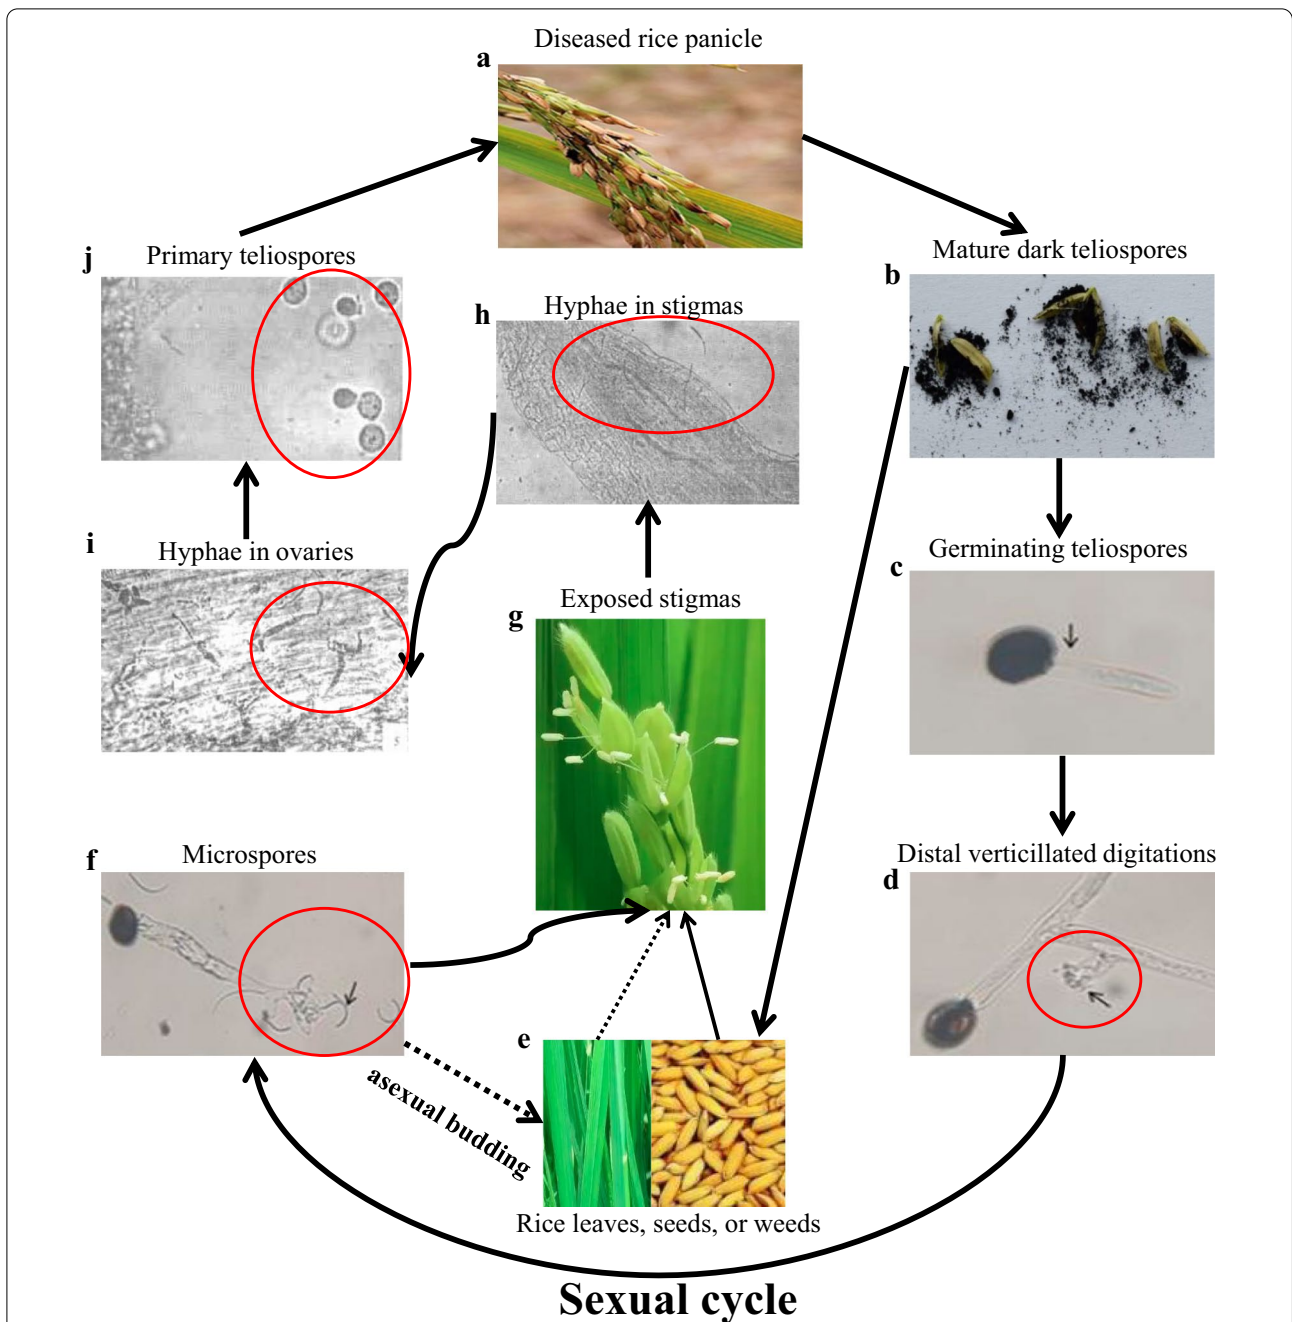 Diseased rice panicle
a
Mature dark teliospores
b
Germinating teliospores
c
Distal verticillated digitations
d
e
Rice leaves, seeds, or weeds
Microspores
f
asexual budding
Exposed stigmas
g
Hyphae in stigmas
h
Hyphae in ovaries
i
5
Primary teliospores
j
Sexual cycle